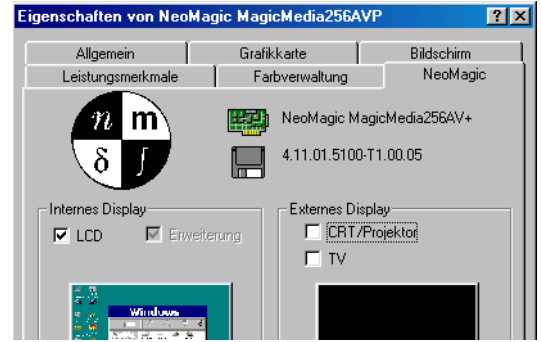 Eigenschaften von NeoMagic MagicMedia256AVP
Allgemein Grafikkarte Bildschirm
Leistungsmerkmale Farbverwaltung NeoMagic
n m
δ ∫
NeoMagic MagicMedia256AV+
4.11.01.5100-T1.00.05
Internes Display
LCD Erweiterung
Externes Display
CRT/Projektor
TV
Windows